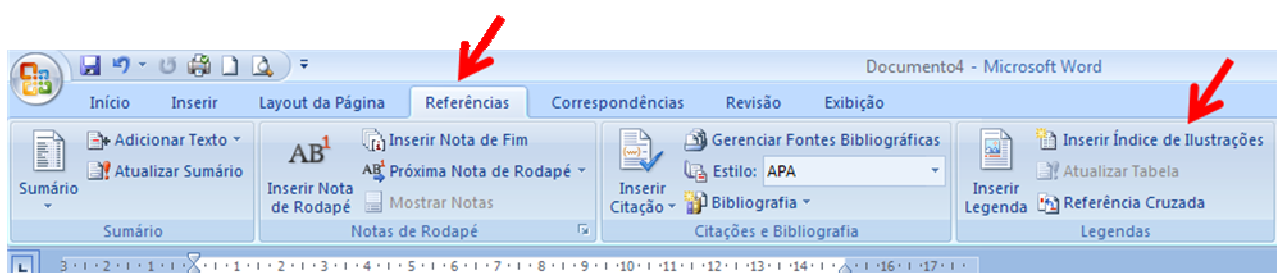 Documento4 - Microsoft Word
Início Inserir Layout da Página Referências Correspondências Revisão Exibição
Sumário
Adicionar Texto
Atualizar Sumário
Sumário
AB1
Inserir Nota
de Rodapé
Inserir Nota de Fim
AB1 Próxima Nota de Rodapé
Mostrar Notas
Notas de Rodapé
Inserir
Citação
Gerenciar Fontes Bibliográficas
Estilo: APA
Bibliografia
Citações e Bibliografia
Inserir
Legenda
Inserir Índice de Ilustrações
Atualizar Tabela
Referência Cruzada
Legendas
L 3 2 1 1 2 3 4 5 6 7 8 9 10 11 12 13 14 16 17